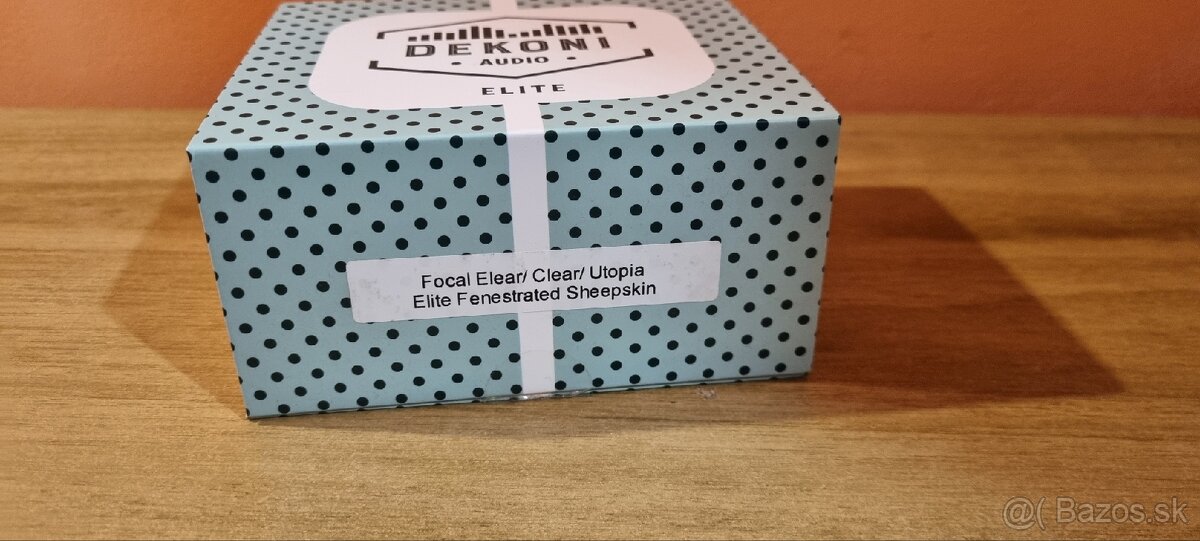 DEKONI
• AUDIO •
ELITE
Focal Elear/ Clear/ Utopia
Elite Fenestrated Sheepskin
@( Bazos.sk